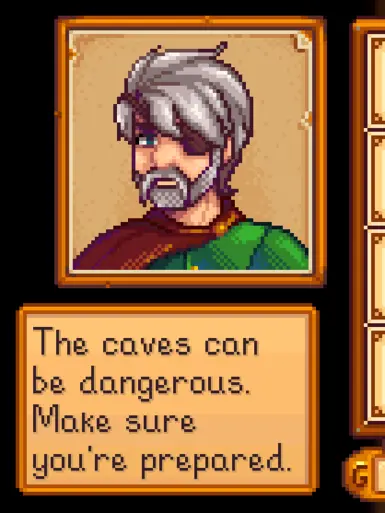 The caves can
be dangerous.
Make sure
you're prepared.
G